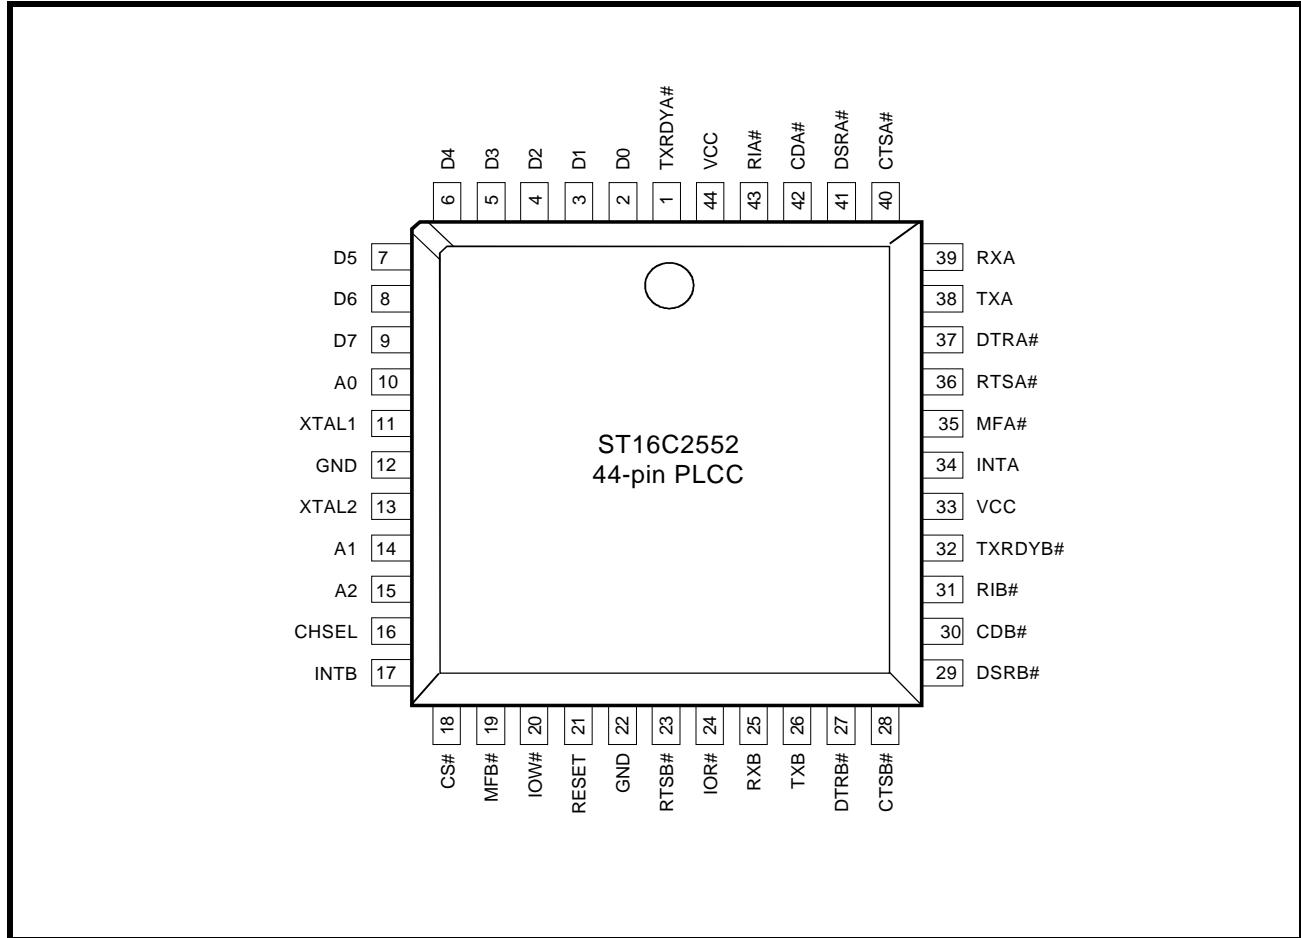 D4 D3 D2 D1 D0 TXRDYA# VCC RIA# CDA# DSRA# CTSA#
6 5 4 3 2 1 44 43 42 41 40
D5 7 39 RXA
D6 8 38 TXA
D7 9 37 DTRA#
A0 10 36 RTSA#
XTAL1 11 35 MFA#
ST16C2552
44-pin PLCC
GND 12 34 INTA
XTAL2 13 33 VCC
A1 14 32 TXRDYB#
A2 15 31 RIB#
CHSEL 16 30 CDB#
INTB 17 29 DSRB#
18 19 20 21 22 23 24 25 26 27 28
CS# MFB# IOW# RESET GND RTSB# IOR# RXB TXB DTRB# CTSB#